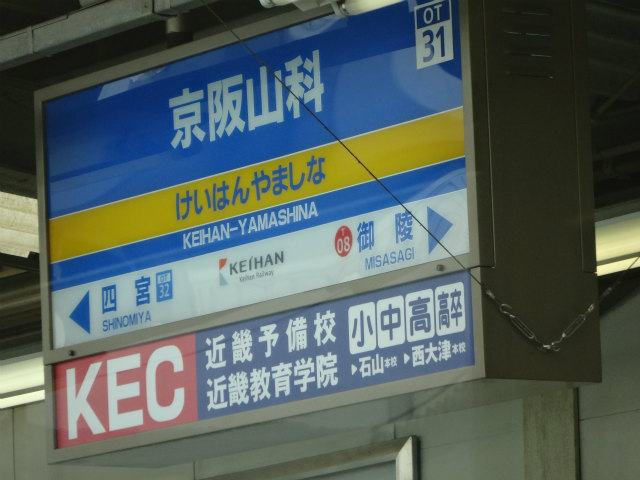 OT
31
京阪山科
けいはんやましな
KEIHAN-YAMASHINA
四宮 OT 32
SHINOMIYA
KEIHAN
Keihan Railway
T 08 御陵
MISASAGI
KEC
近畿予備校
近畿教育学院
小中高高卒
▶石山本校 ▶西大津本校